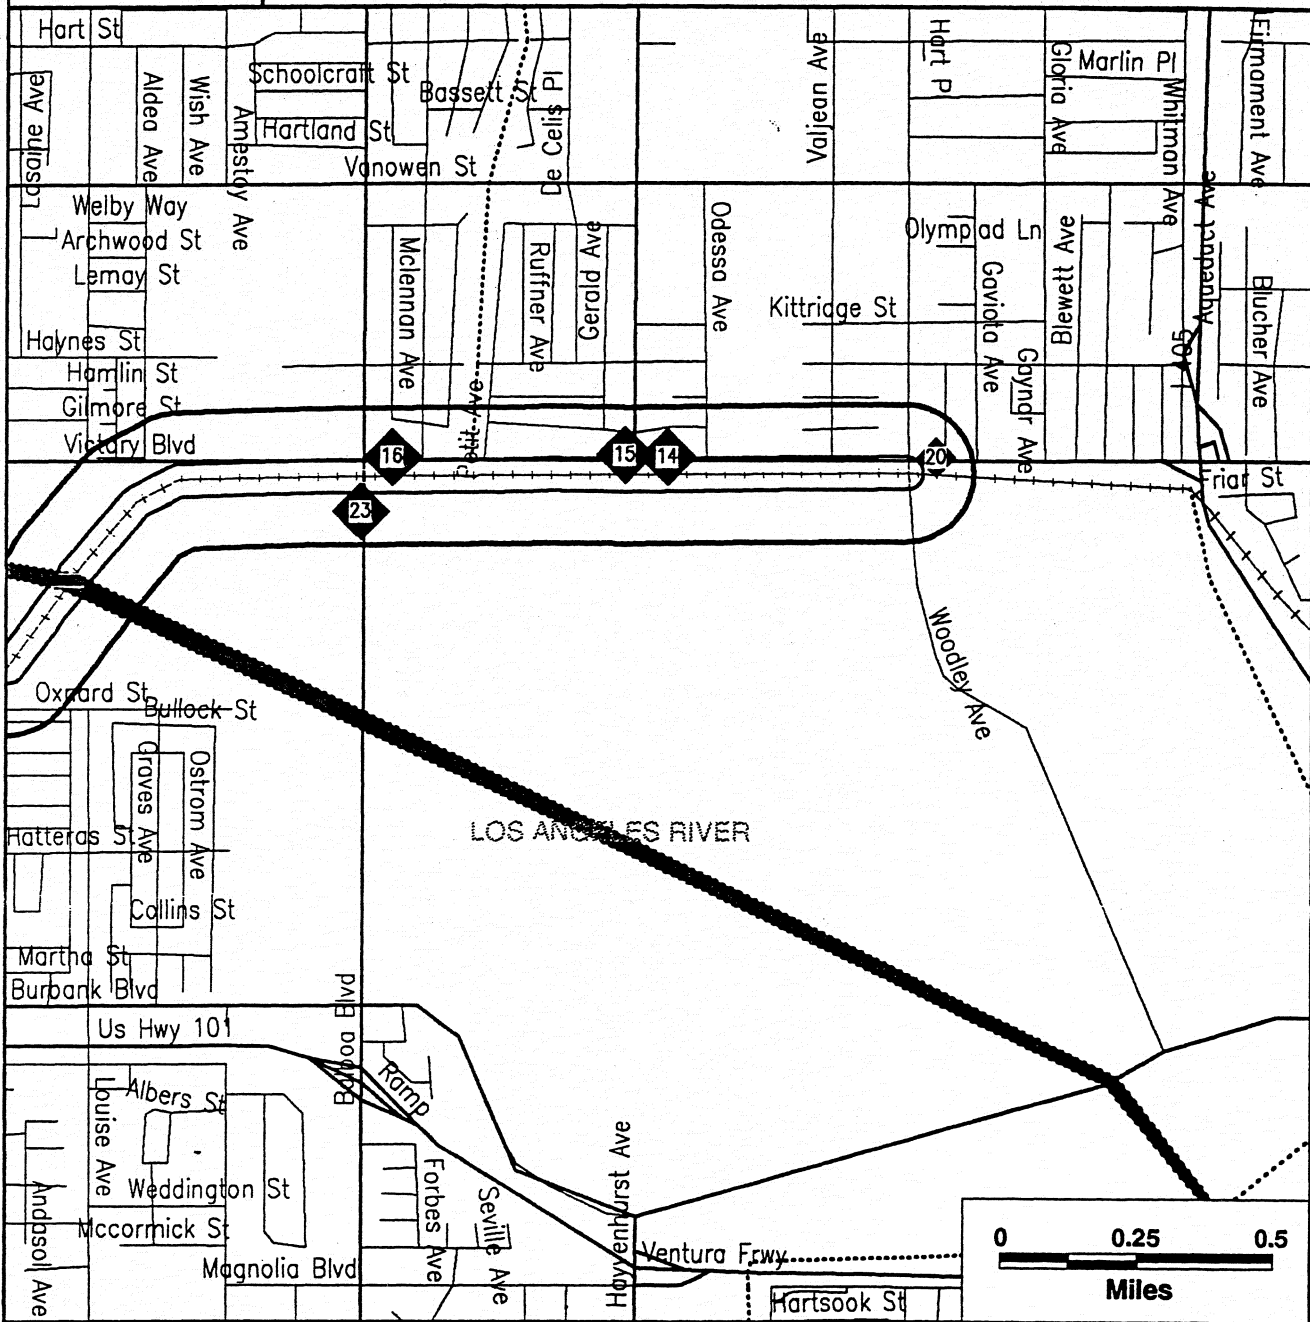 Hart St
Losaine Ave
Aldea Ave
Wish Ave
Amestoy Ave
Schoolcraft St
Bassett St
Hartland St
Vanowen St
De Celis Pl
Valjean Ave
Hart Pl
Gloria Ave
Marlin Pl
Whitman Ave
Firmament Ave
Welby Way
Archwood St
Lemay St
Haynes St
Hamlin St
Gilmore St
Victory Blvd
Mclennan Ave
Petit Ave
Ruffner Ave
Gerald Ave
Odessa Ave
Kittridge St
Olympiad Ln
Gaviota Ave
Gaynor Ave
Blewett Ave
Aqueduct Ave
I-405
Blucher Ave
Friar St
16
15
14
20
23
Woodley Ave
Oxnard St
Bullock St
Graves Ave
Ostrom Ave
Hatteras St
Collins St
Martha St
Burbank Blvd
LOS ANGELES RIVER
Us Hwy 101
Balboa Blvd
Ramp
Albers St
Louise Ave
Andasol Ave
Weddington St
Mccormick St
Magnolia Blvd
Forbes Ave
Seville Ave
Hayvenhurst Ave
Ventura Frwy
Hartsook St
0 0.25 0.5
Miles